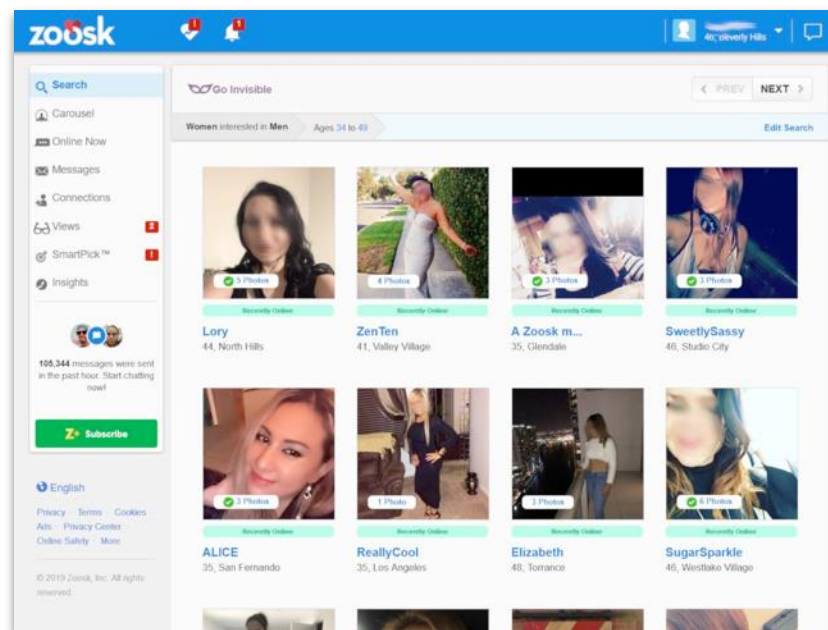 zoosk
!
1
46, Beverly Hills
Search
Carousel
Online Now
Messages
Connections
Views 2
SmartPick™ !
Insights
105,344 messages were sent
in the past hour. Start chatting
now!
Z+ Subscribe
English
Privacy · Terms · Cookies ·
Ads · Privacy Center ·
Online Safety · More
© 2019 Zoosk, Inc. All rights
reserved.
Go Invisible
PREV NEXT
Women interested in Men Ages 34 to 49 Edit Search
5 Photos 4 Photos 3 Photos 3 Photos
Recently Online Recently Online Recently Online Recently Online
Lory ZenTen A Zoosk m... SweetlySassy
44, North Hills 41, Valley Village 35, Glendale 46, Studio City
3 Photos 1 Photo 3 Photos 6 Photos
Recently Online Recently Online Recently Online Recently Online
ALICE ReallyCool Elizabeth SugarSparkle
35, San Fernando 35, Los Angeles 48, Torrance 46, Westlake Village